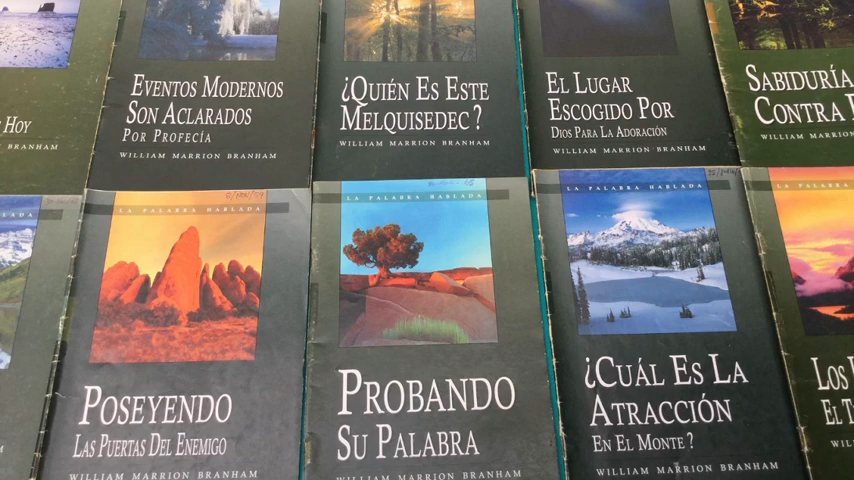 Hoy
BRANHAM
EVENTOS MODERNOS
SON ACLARADOS
POR PROFECÍA
WILLIAM MARRION BRANHAM
¿QUIÉN ES ESTE
MELQUISEDEC?
WILLIAM MARRION BRANHAM
EL LUGAR
ESCOGIDO POR
DIOS PARA LA ADORACIÓN
WILLIAM MARRION BRANHAM
SABIDURÍA
CONTRA
WILLIAM MARRION
LA PALABRA HABLADA
POSEYENDO
LAS PUERTAS DEL ENEMIGO
WILLIAM MARRION BRANHAM
LA PALABRA HABLADA
PROBANDO
SU PALABRA
WILLIAM MARRION BRANHAM
LA PALABRA HABLADA
¿CUÁL ES LA
ATRACCIÓN
EN EL MONTE?
WILLIAM MARRION BRANHAM
LA PALABRA
LOS
EL